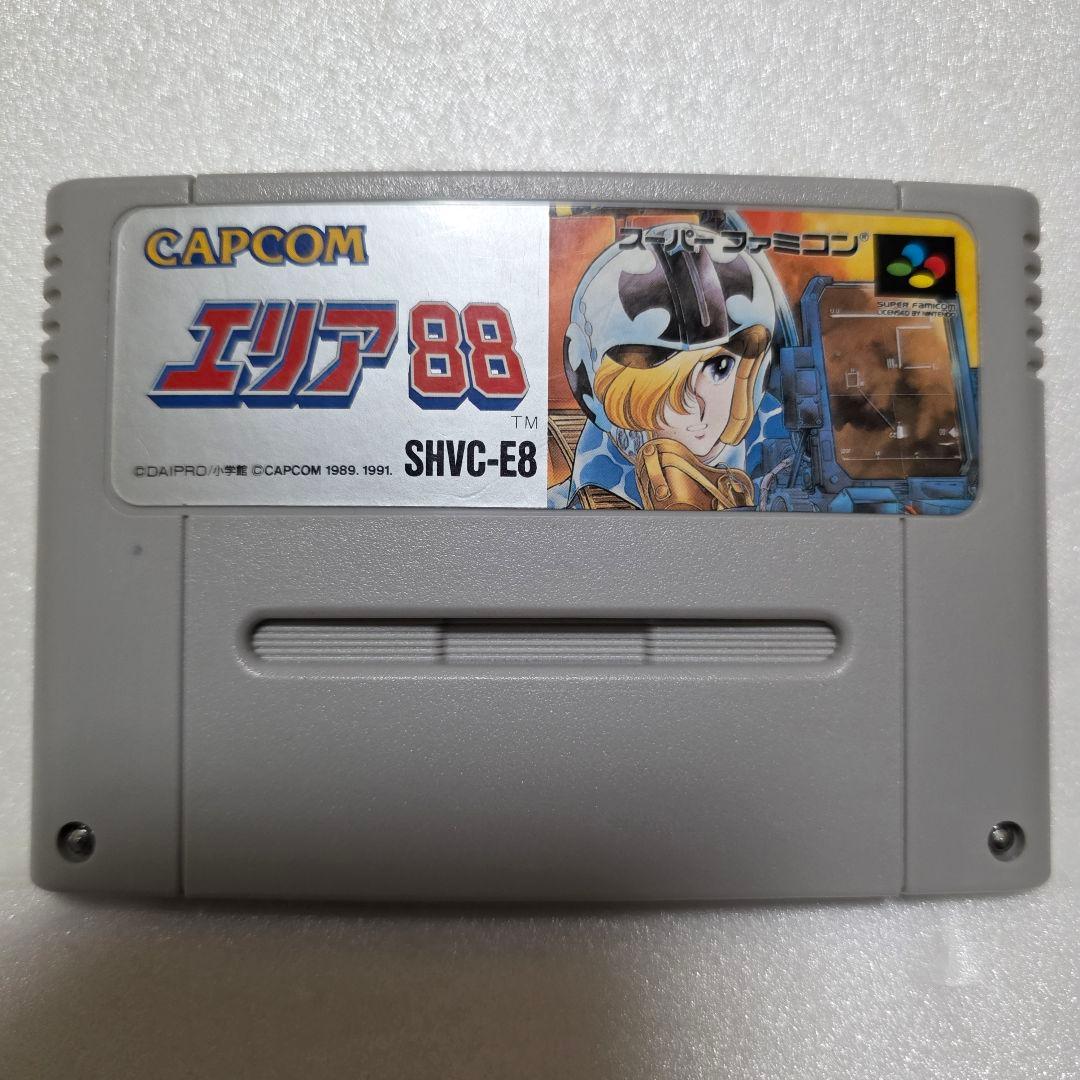 CAPCOM
エリア88
TM
©DAIPRO/小学館 ©CAPCOM 1989. 1991.
SHVC-E8
スーパーファミコン®
SUPER FAMICOM
LICENSED BY NINTENDO